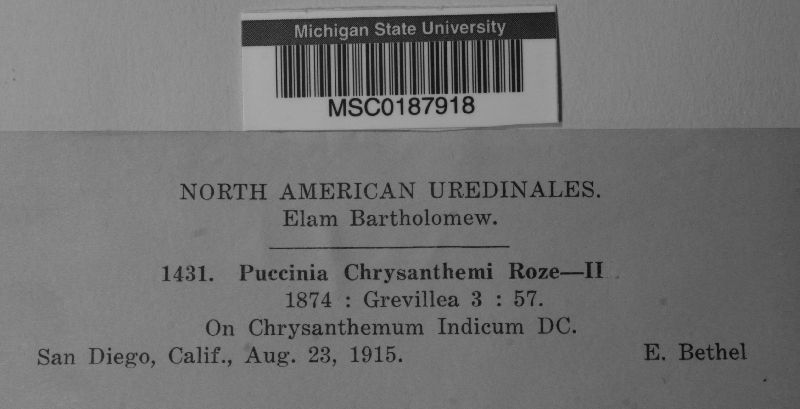 Michigan State University
MSC0187918
NORTH AMERICAN UREDINALES.
Elam Bartholomew.
1431. Puccinia Chrysanthemi Roze—II
1874 : Grevillea 3 : 57.
On Chrysanthemum Indicum DC.
San Diego, Calif., Aug. 23, 1915. E. Bethel